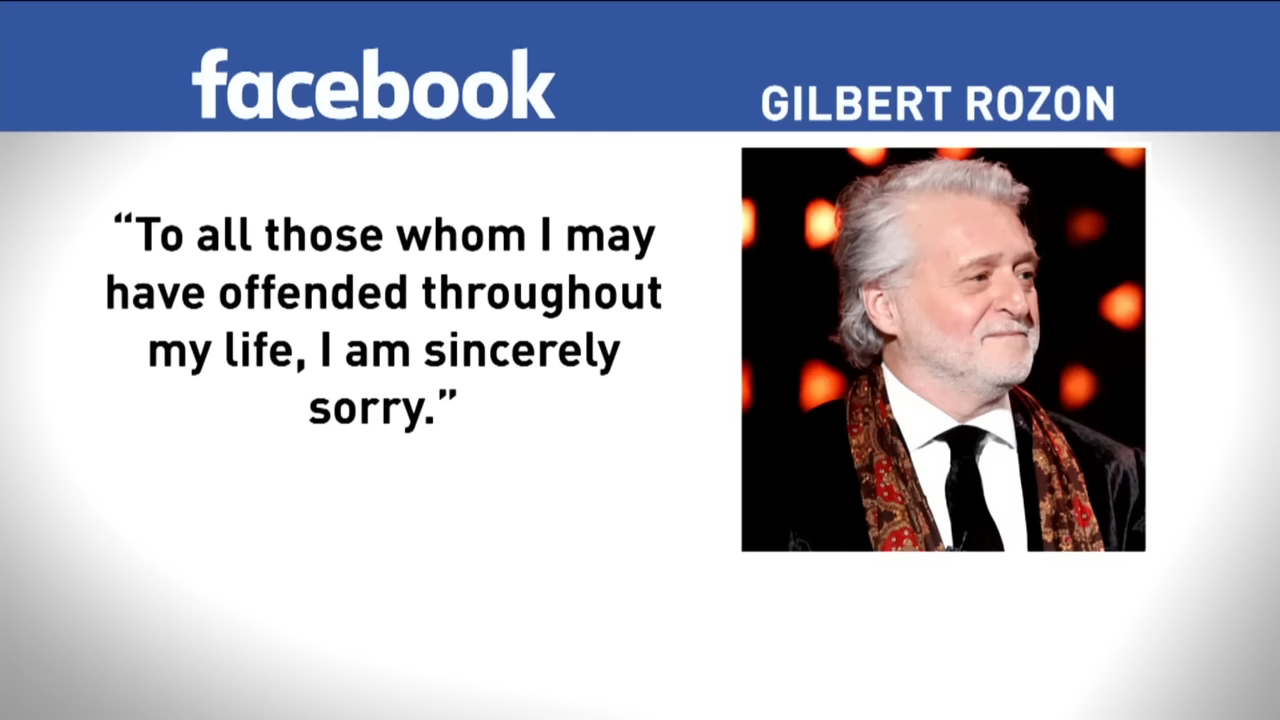 facebook
GILBERT ROZON
“To all those whom I may
have offended throughout
my life, I am sincerely
sorry.”